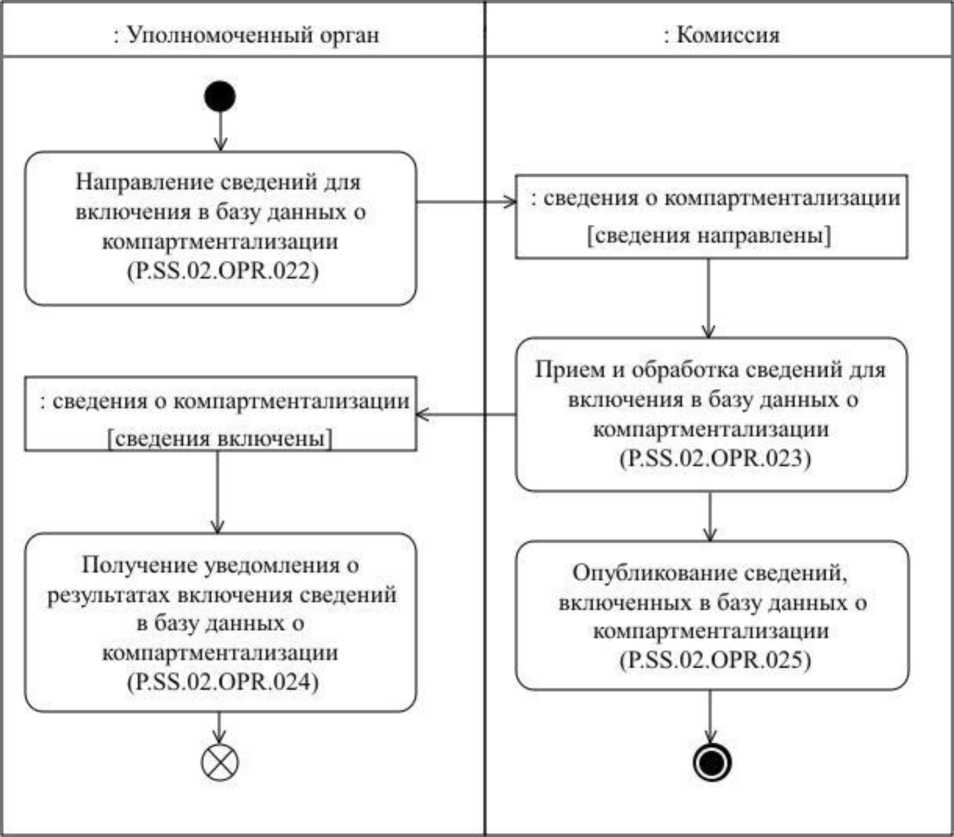 : Уполномоченный орган
: Комиссия
Направление сведений для
включения в базу данных о
компартментализации
(P.SS.02.OPR.022)
: сведения о компартментализации
[сведения направлены]
Прием и обработка сведений для
включения в базу данных о
компартментализации
(P.SS.02.OPR.023)
: сведения о компартментализации
[сведения включены]
Получение уведомления о
результатах включения сведений
в базу данных о
компартментализации
(P.SS.02.OPR.024)
Опубликование сведений,
включенных в базу данных о
компартментализации
(P.SS.02.OPR.025)